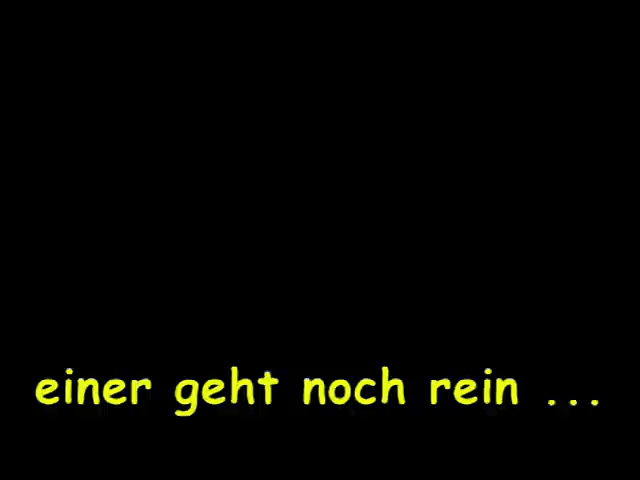 einer geht noch rein ...